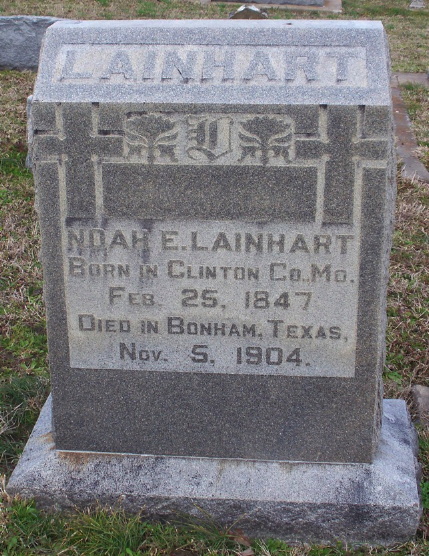 LAINHART
L
NOAH E. LAINHART
BORN IN CLINTON CO. MO.
FEB. 25, 1847
DIED IN BONHAM, TEXAS,
NOV. 5, 1904.